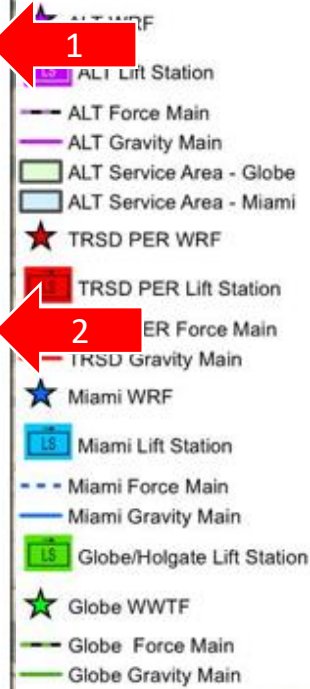 1
ALT WRF
LS ALT Lift Station
ALT Force Main
ALT Gravity Main
ALT Service Area - Globe
ALT Service Area - Miami
TRSD PER WRF
LS TRSD PER Lift Station
2 ER Force Main
TRSD Gravity Main
Miami WRF
LS Miami Lift Station
Miami Force Main
Miami Gravity Main
LS Globe/Holgate Lift Station
Globe WWTF
Globe Force Main
Globe Gravity Main